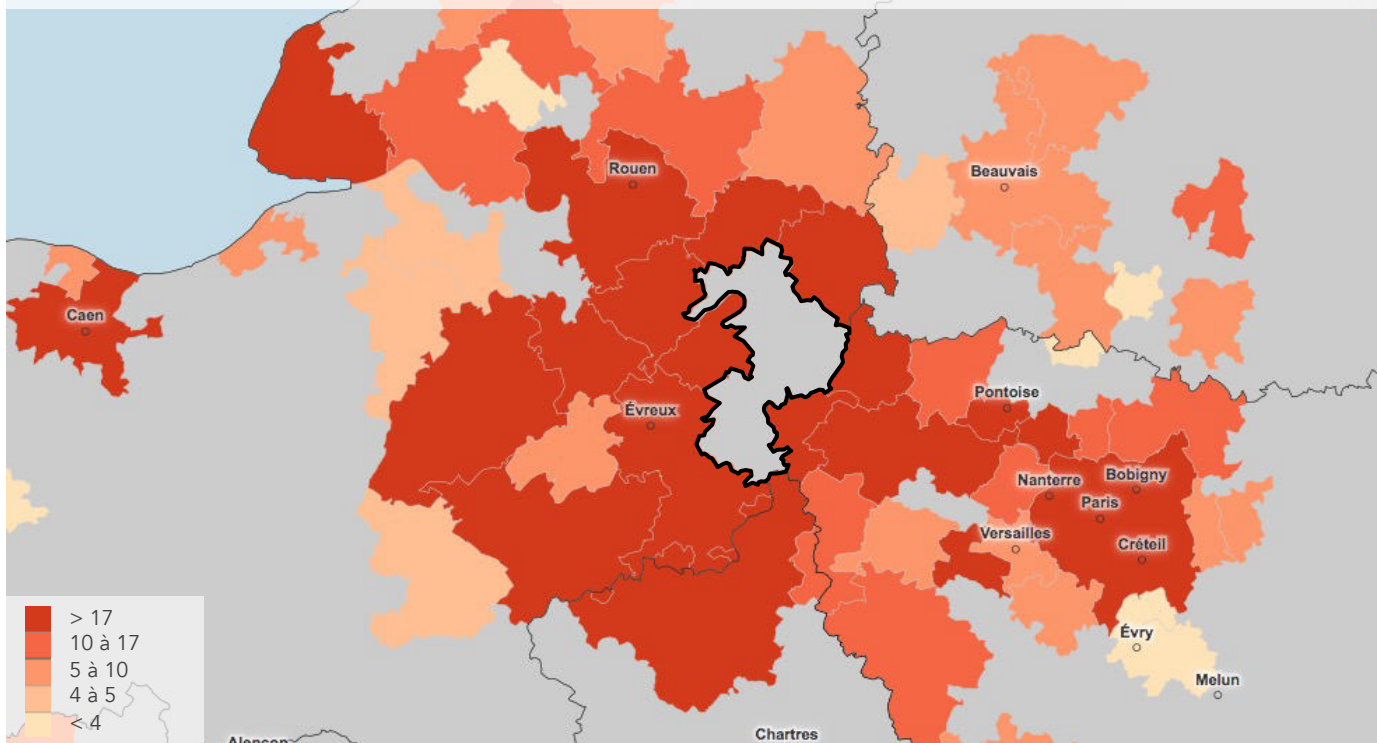 Rouen
Beauvais
Caen
Pontoise
Évreux
Nanterre
Bobigny
Paris
Versailles
Créteil
> 17
10 à 17
5 à 10
4 à 5
< 4
Évry
Melun
Chartres
Alençon